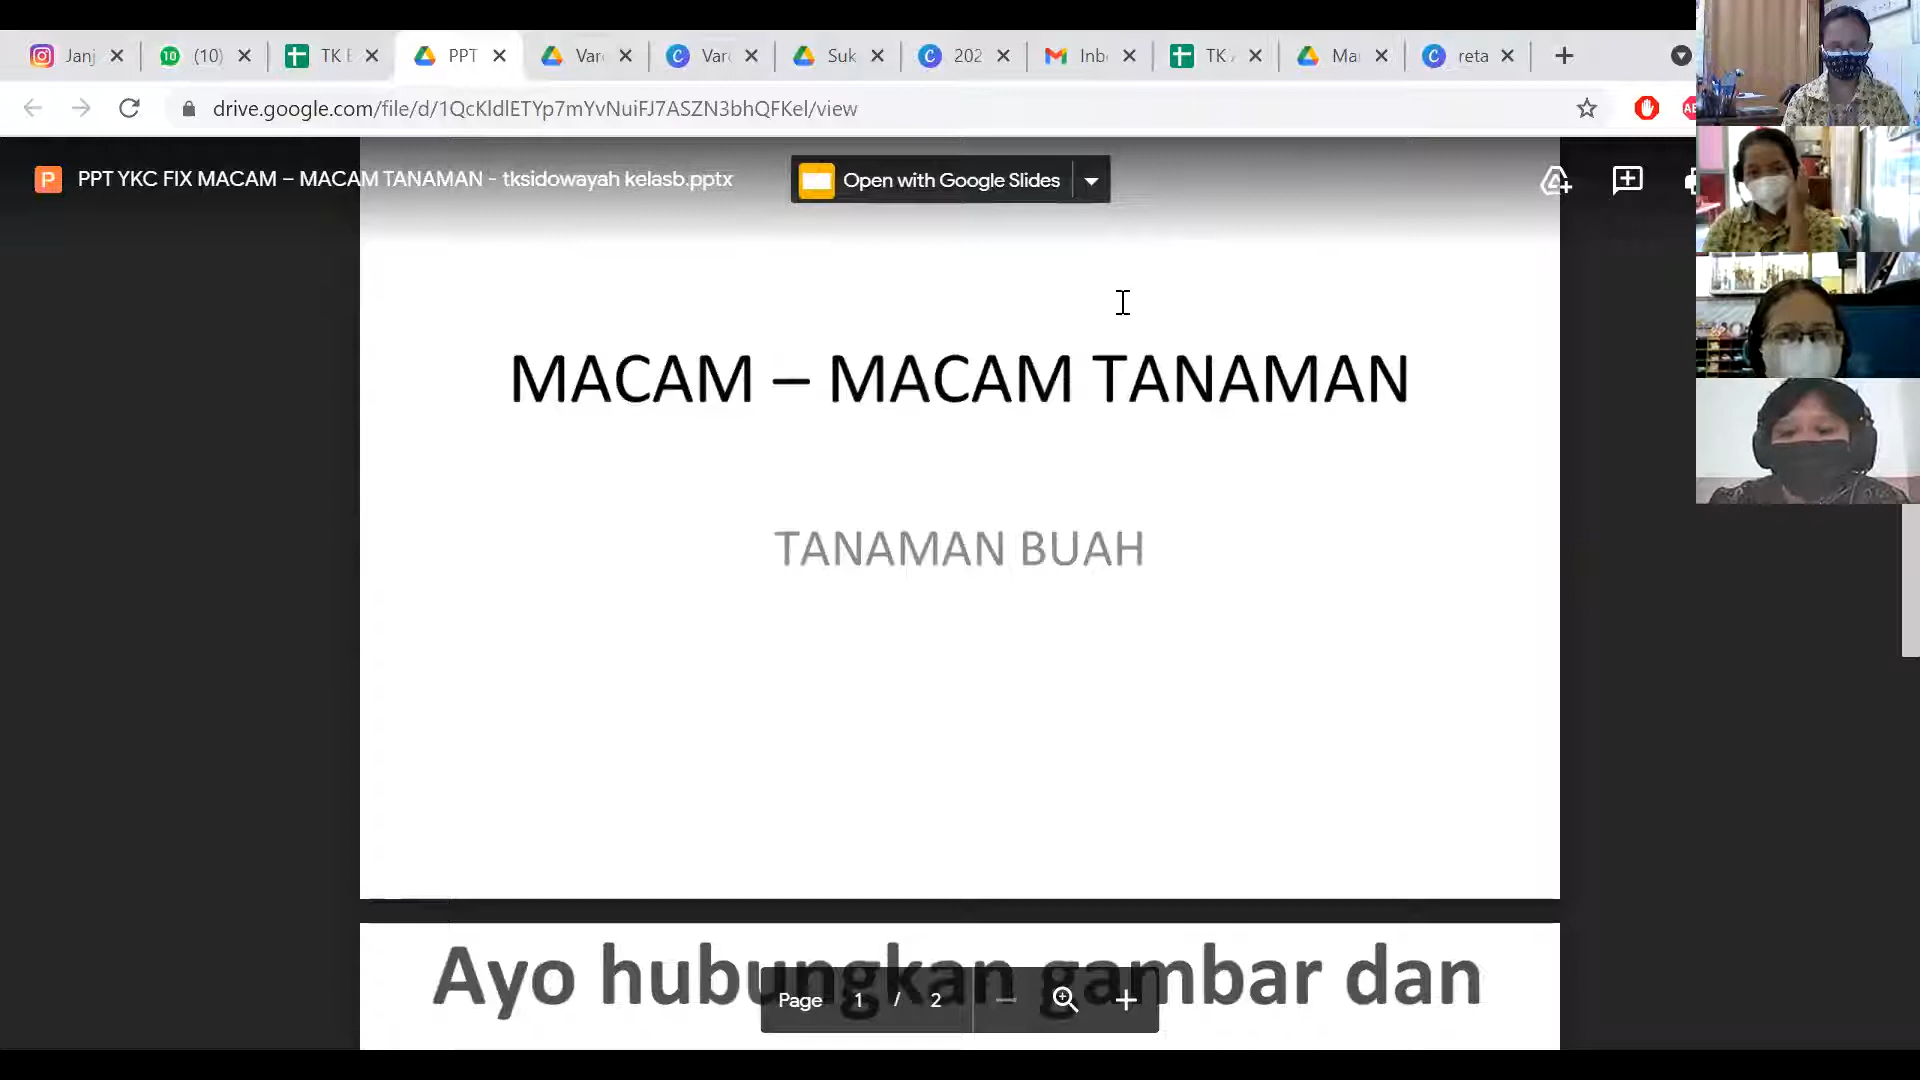 Janj
10
(10)
TK E
PPT
Var
Var
Suk
202
Inb
TK
Ma
reta
drive.google.com/file/d/1QcKldlETYp7mYvNuiFJ7ASZN3bhQFKel/view
P
PPT YKC FIX MACAM – MACAM TANAMAN - tksidowayah kelasb.pptx
Open with Google Slides
MACAM – MACAM TANAMAN
TANAMAN BUAH
Ayo hubungkan gambar dan
Page 1 / 2